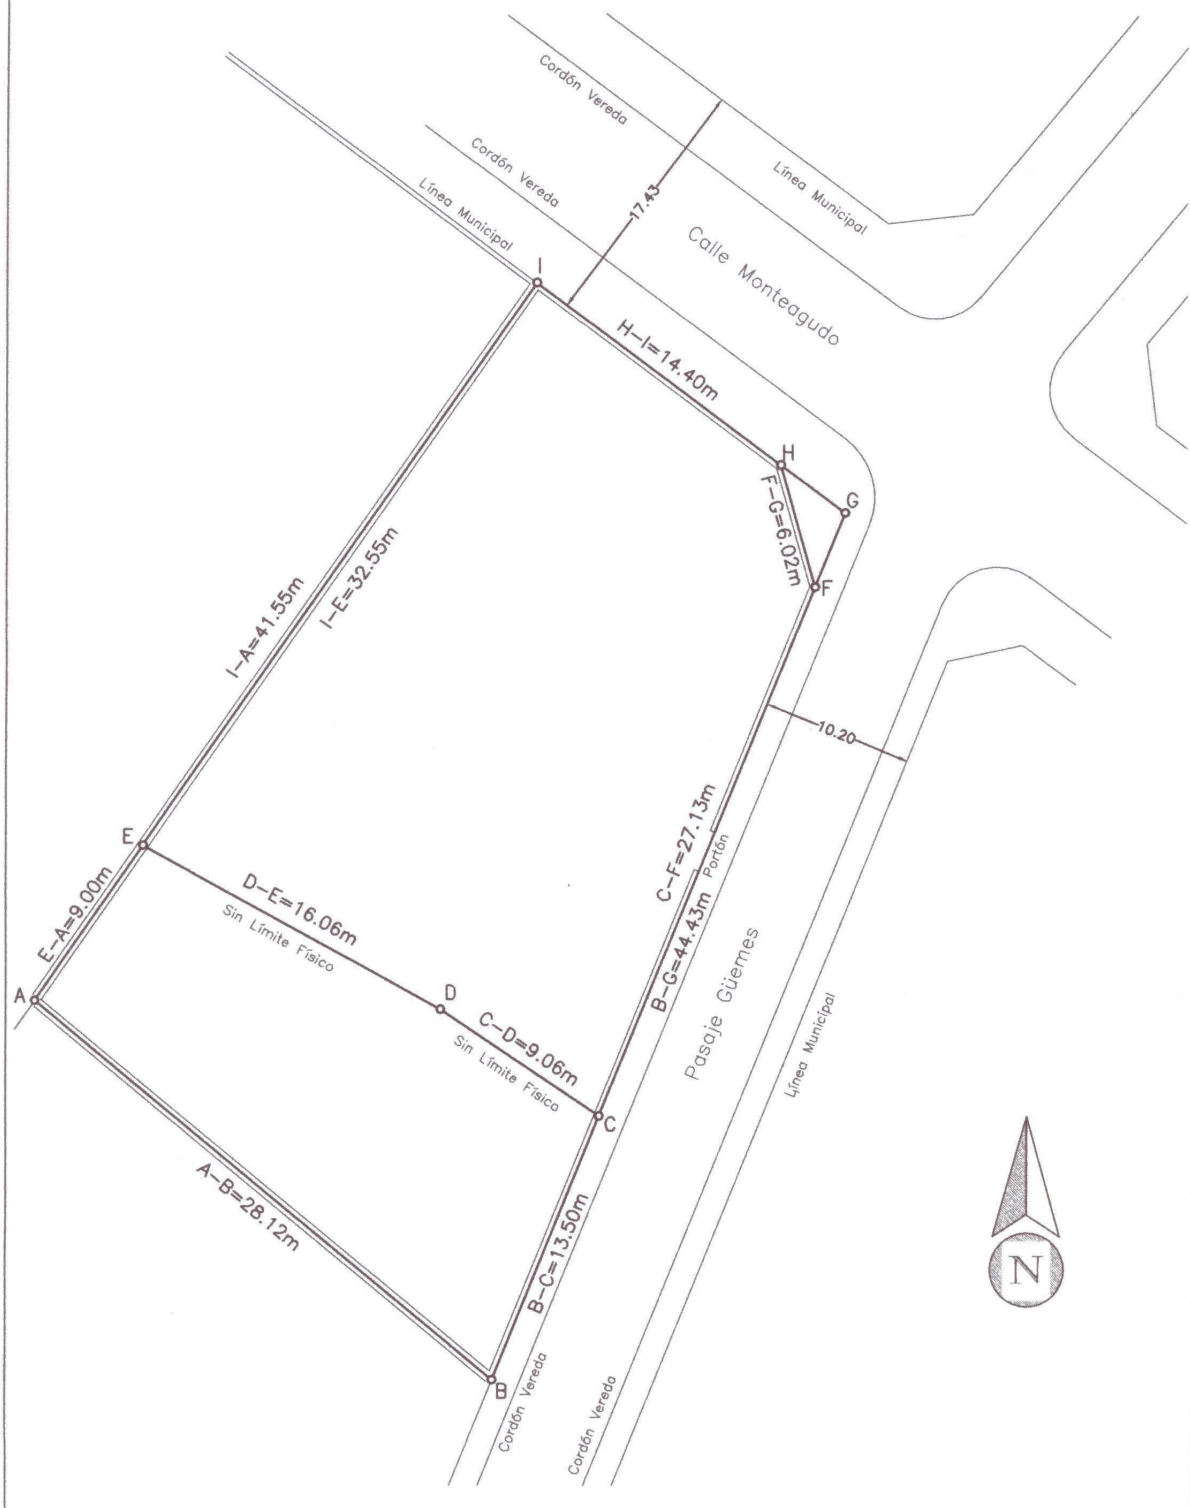 Cordón Vereda
Cordón Vereda
Línea Municipal
Línea Municipal
17.43
Calle Monteagudo
I
H-I=14.40m
H
G
F-G=6.02m
F
I-A=41.55m
I-E=32.55m
10.20
E
E-A=9.00m
D-E=16.06m
Sin Límite Físico
C-F=27.13m
Portón
B-G=44.43m
Pasaje Güemes
A
D
C-D=9.06m
Sin Límite Físico
C
Línea Municipal
A-B=28.12m
B-C=13.50m
B
Cordón Vereda
Cordón Vereda
N